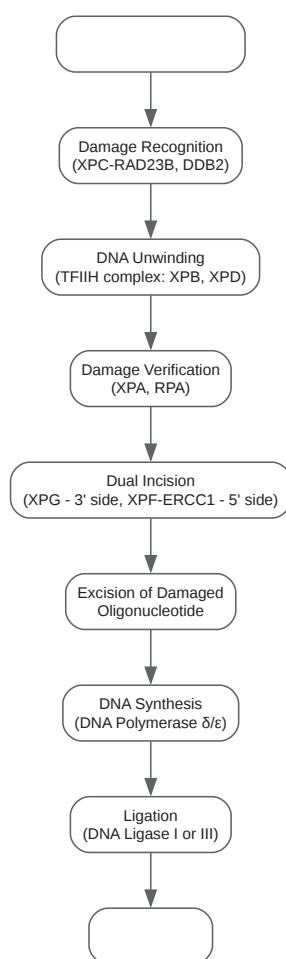 Damage Recognition
(XPC-RAD23B, DDB2)
DNA Unwinding
(TFIIH complex: XPB, XPD)
Damage Verification
(XPA, RPA)
Dual Incision
(XPG - 3' side, XPF-ERCC1 - 5' side)
Excision of Damaged
Oligonucleotide
DNA Synthesis
(DNA Polymerase δ/ε)
Ligation
(DNA Ligase I or III)